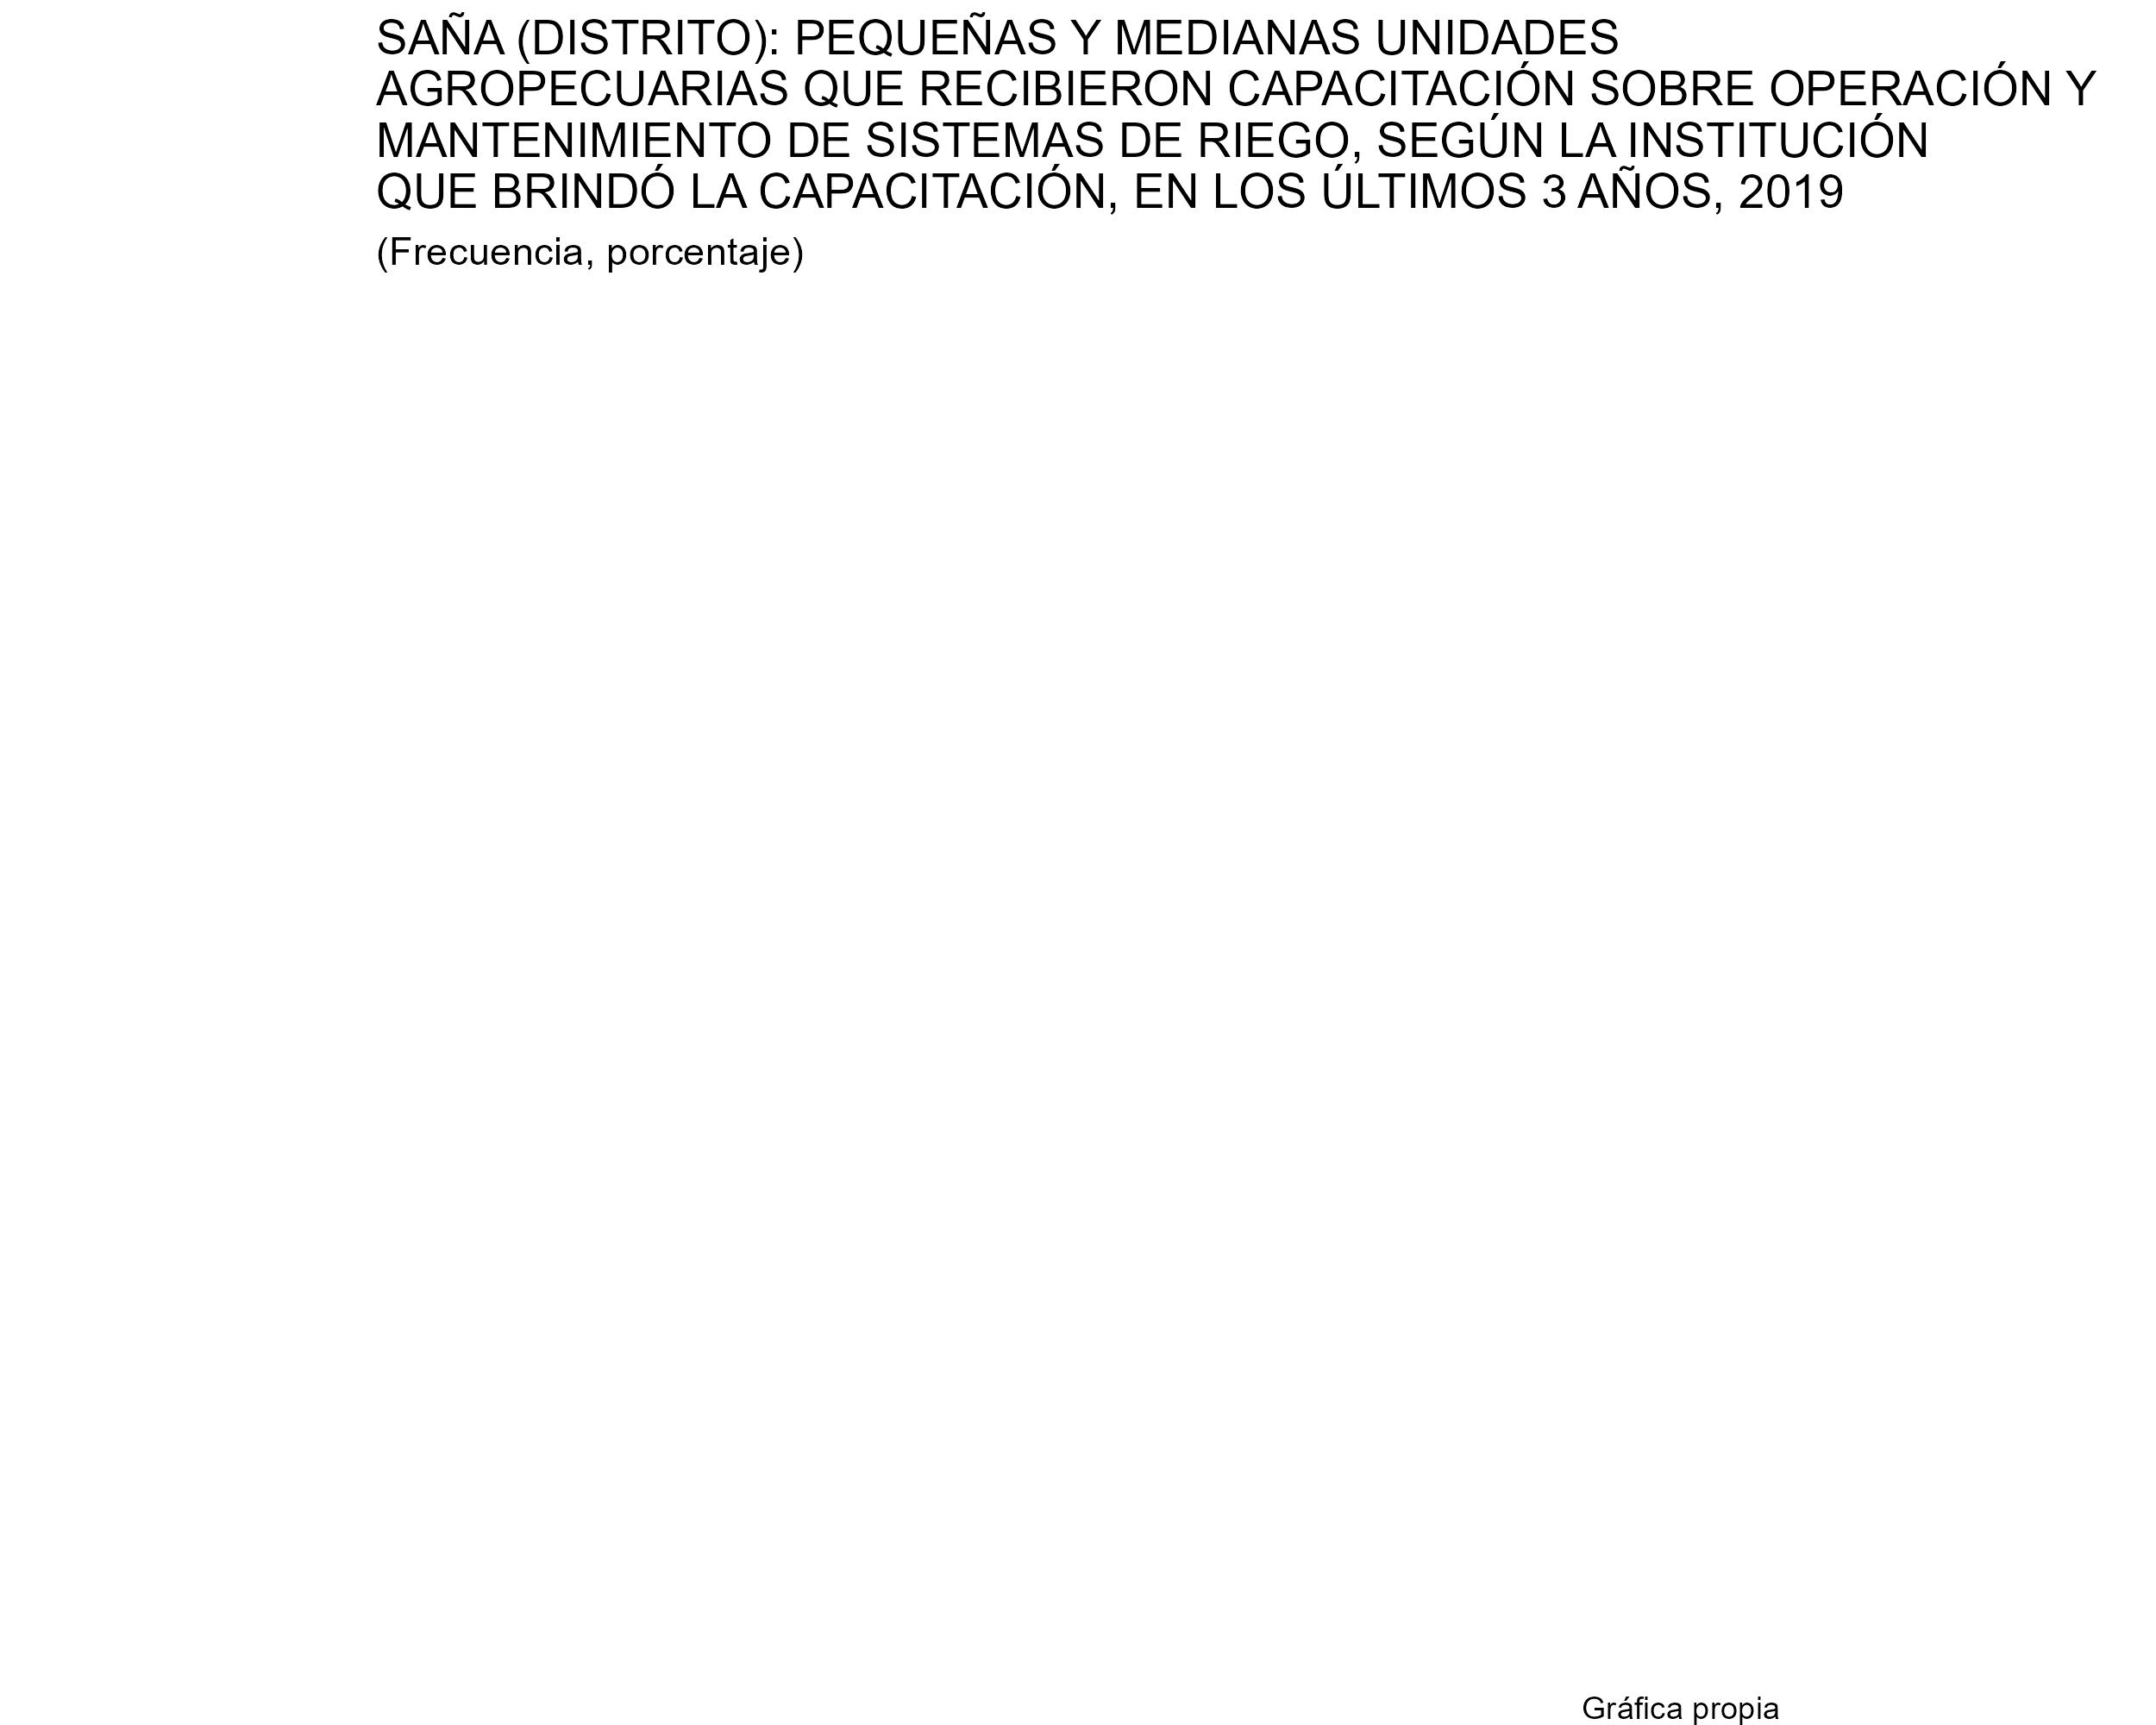 SAÑA (DISTRITO): PEQUEÑAS Y MEDIANAS UNIDADES
AGROPECUARIAS QUE RECIBIERON CAPACITACIÓN SOBRE OPERACIÓN Y
MANTENIMIENTO DE SISTEMAS DE RIEGO, SEGÚN LA INSTITUCIÓN
QUE BRINDÓ LA CAPACITACIÓN, EN LOS ÚLTIMOS 3 AÑOS, 2019
(Frecuencia, porcentaje)
Gráfica propia